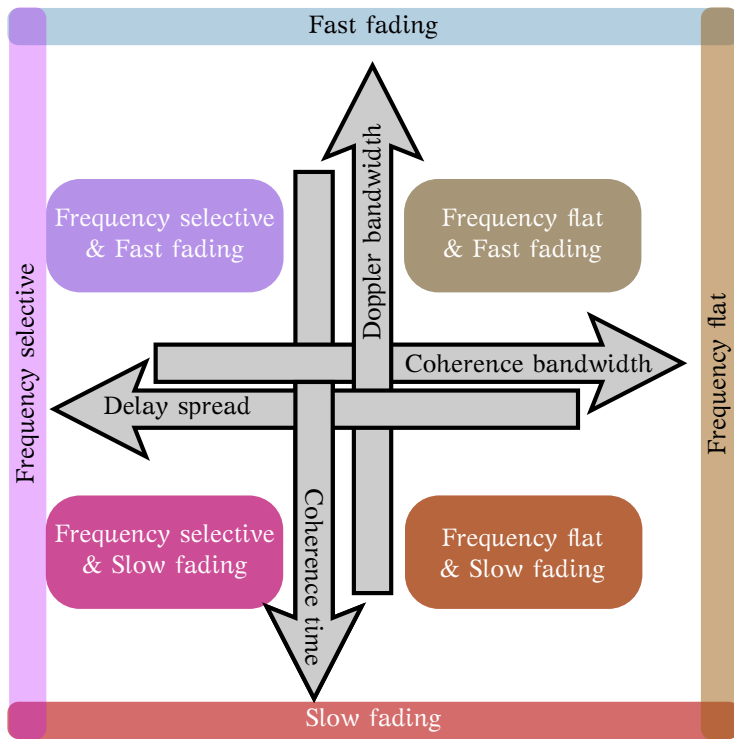 Fast fading
Doppler bandwidth
Frequency selective
& Fast fading
Frequency flat
& Fast fading
Frequency selective
Frequency flat
Coherence bandwidth
Delay spread
Coherence time
Frequency selective
& Slow fading
Frequency flat
& Slow fading
Slow fading